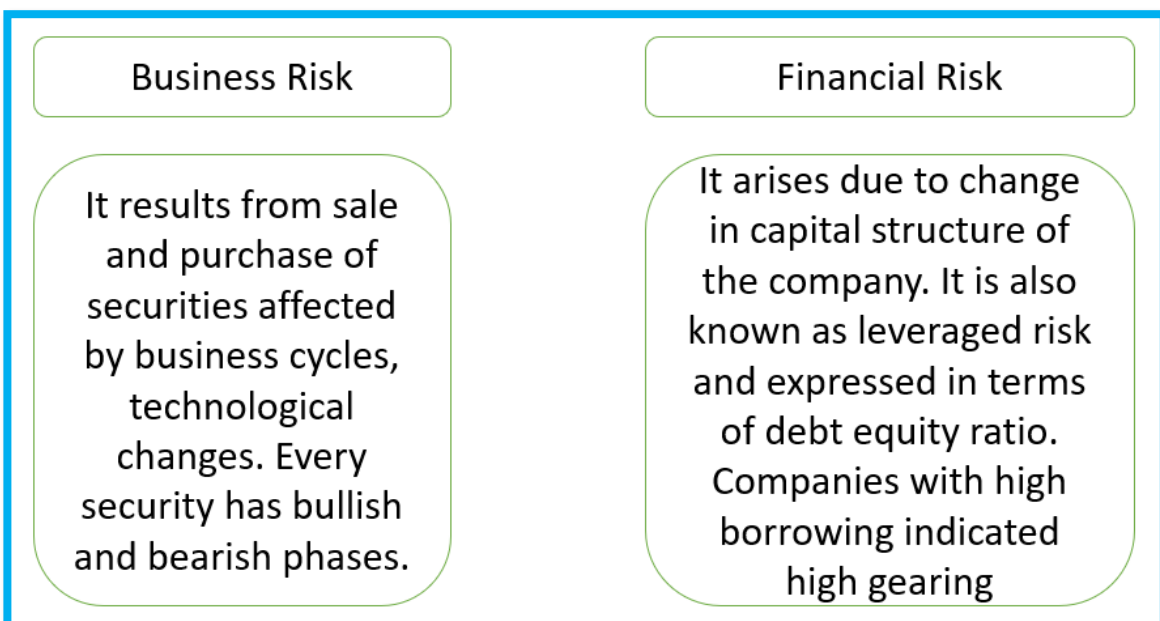 Business Risk
It results from sale
and purchase of
securities affected
by business cycles,
technological
changes. Every
security has bullish
and bearish phases.
Financial Risk
It arises due to change
in capital structure of
the company. It is also
known as leveraged risk
and expressed in terms
of debt equity ratio.
Companies with high
borrowing indicated
high gearing